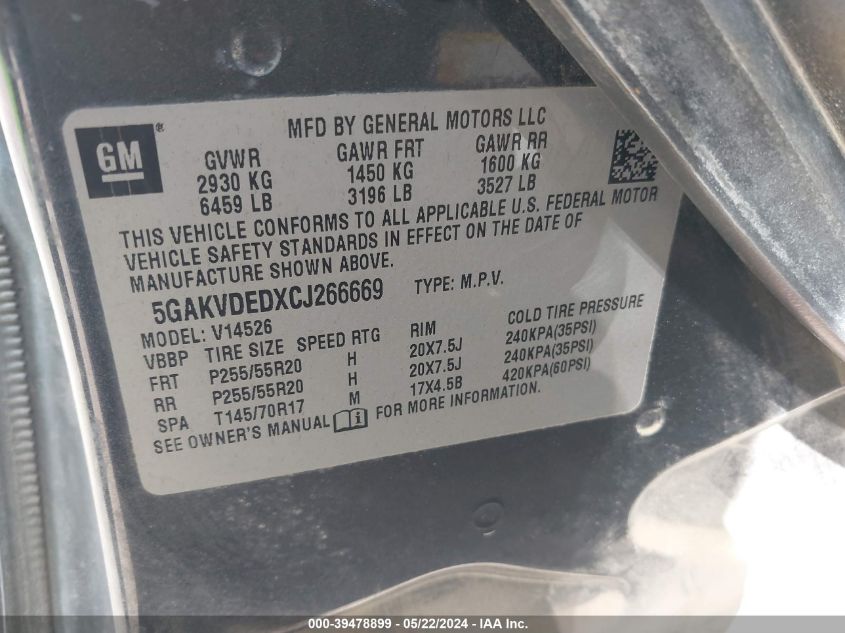 MFD BY GENERAL MOTORS LLC
GM®
GVWR GAWR FRT GAWR RR
2930 KG 1450 KG 1600 KG
6459 LB 3196 LB 3527 LB
THIS VEHICLE CONFORMS TO ALL APPLICABLE U.S. FEDERAL MOTOR
VEHICLE SAFETY STANDARDS IN EFFECT ON THE DATE OF
MANUFACTURE SHOWN ABOVE.
5GAKVDEDXCJ266669 TYPE: M.P.V.
MODEL: V14526
VBBP TIRE SIZE SPEED RTG RIM COLD TIRE PRESSURE
FRT P255/55R20 H 20X7.5J 240KPA(35PSI)
RR P255/55R20 H 20X7.5J 240KPA(35PSI)
SPA T145/70R17 M 17X4.5B 420KPA(60PSI)
SEE OWNER'S MANUAL i FOR MORE INFORMATION.
000-39478899 - 05/22/2024 - IAA Inc.